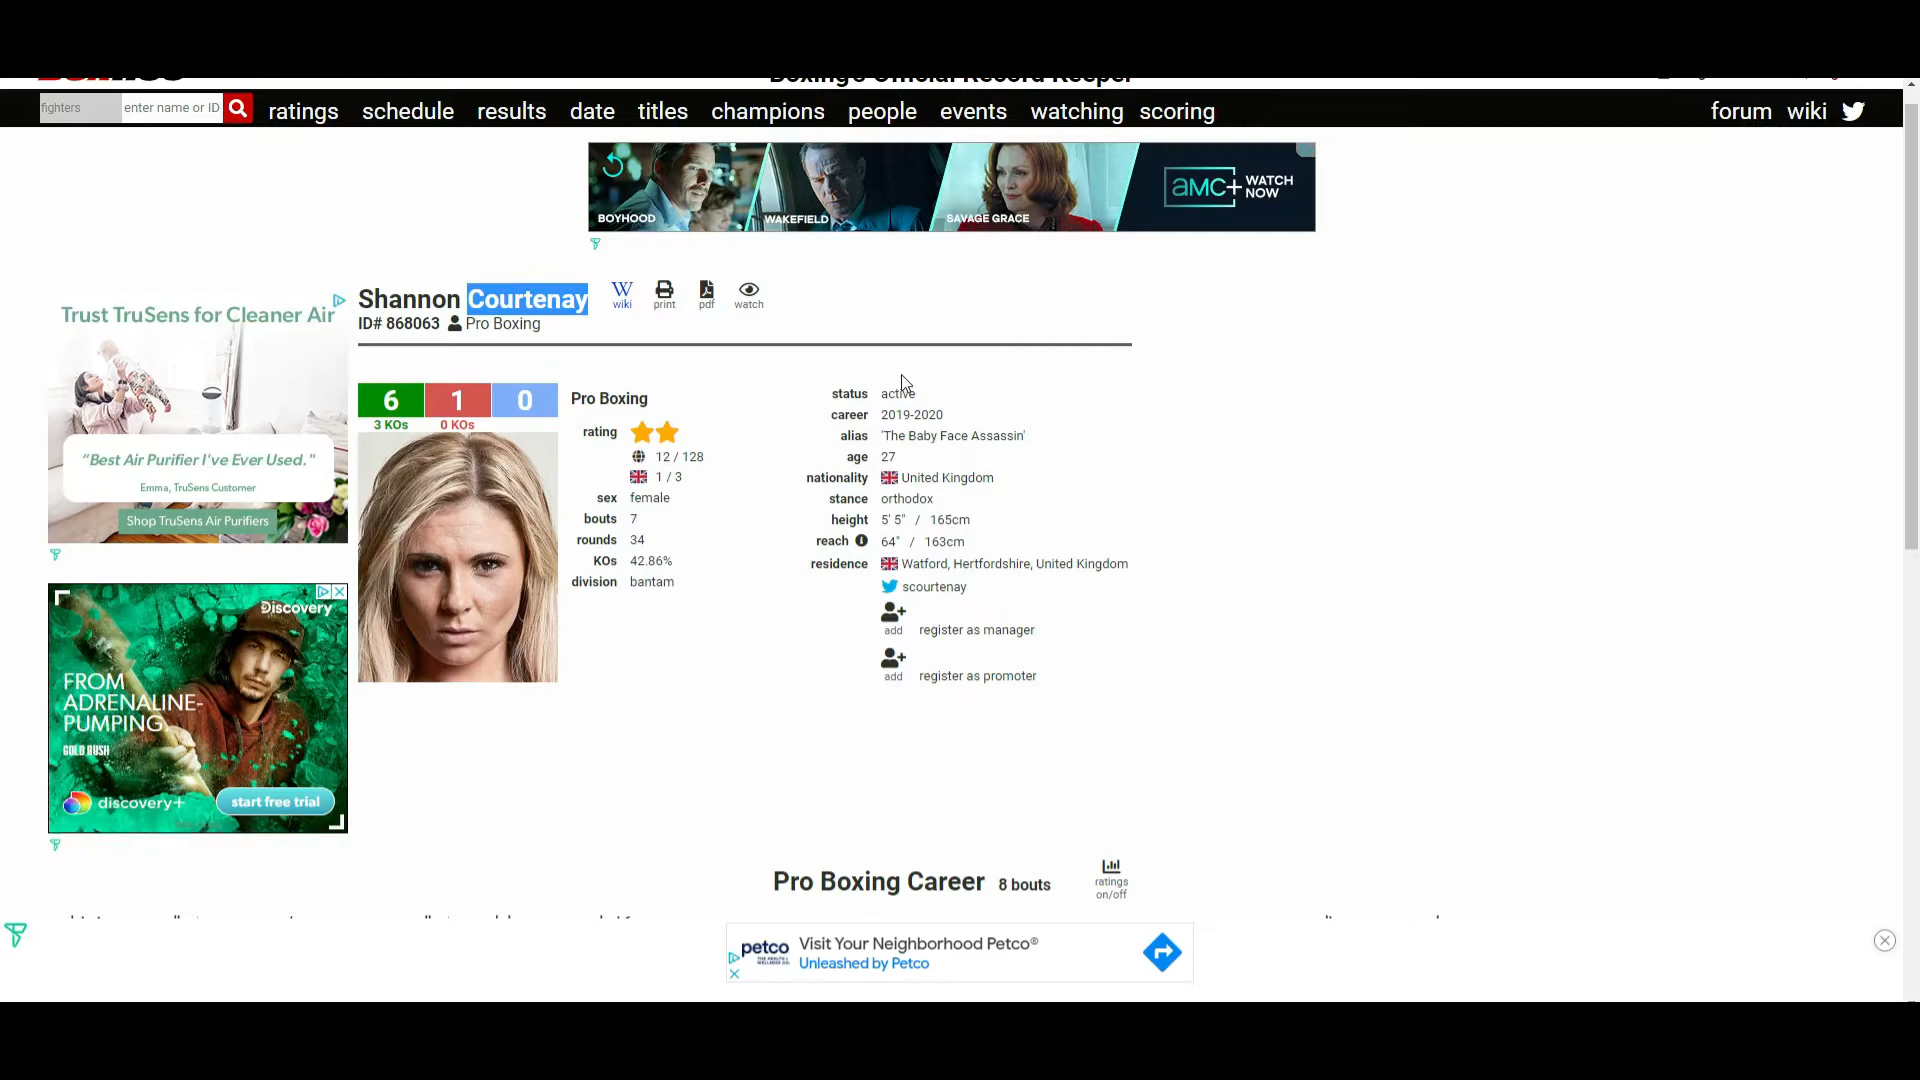 Boxing's Official Record Keeper
fighters enter name or ID ratings schedule results date titles champions people events watching scoring forum wiki
BOYHOOD WAKEFIELD SAVAGE GRACE aMC+ WATCH NOW
Trust TruSens for Cleaner Air
"Best Air Purifier I've Ever Used."
Emma, TruSens Customer
Shop TruSens Air Purifiers
Discovery
FROM
ADRENALINE-
PUMPING
GOLD RUSH
discovery+ start free trial
Shannon Courtenay wiki print pdf watch
ID# 868063 Pro Boxing
6 1 0
3 KOs 0 KOs
Pro Boxing
rating
12 / 128
1 / 3
sex female
bouts 7
rounds 34
KOs 42.86%
division bantam
status active
career 2019-2020
alias 'The Baby Face Assassin'
age 27
nationality United Kingdom
stance orthodox
height 5' 5" / 165cm
reach 64" / 163cm
residence Watford, Hertfordshire, United Kingdom
scourtenay
add register as manager
add register as promoter
Pro Boxing Career 8 bouts
ratings
on/off
petco
Visit Your Neighborhood Petco®
Unleashed by Petco